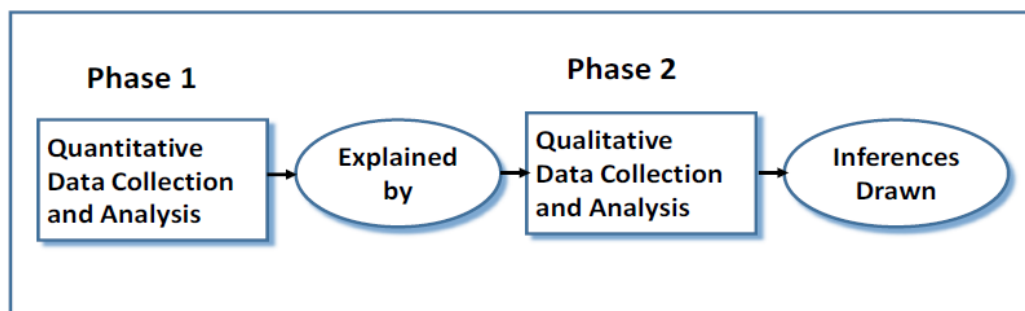 Phase 1
Quantitative
Data Collection
and Analysis
Explained
by
Phase 2
Qualitative
Data Collection
and Analysis
Inferences
Drawn